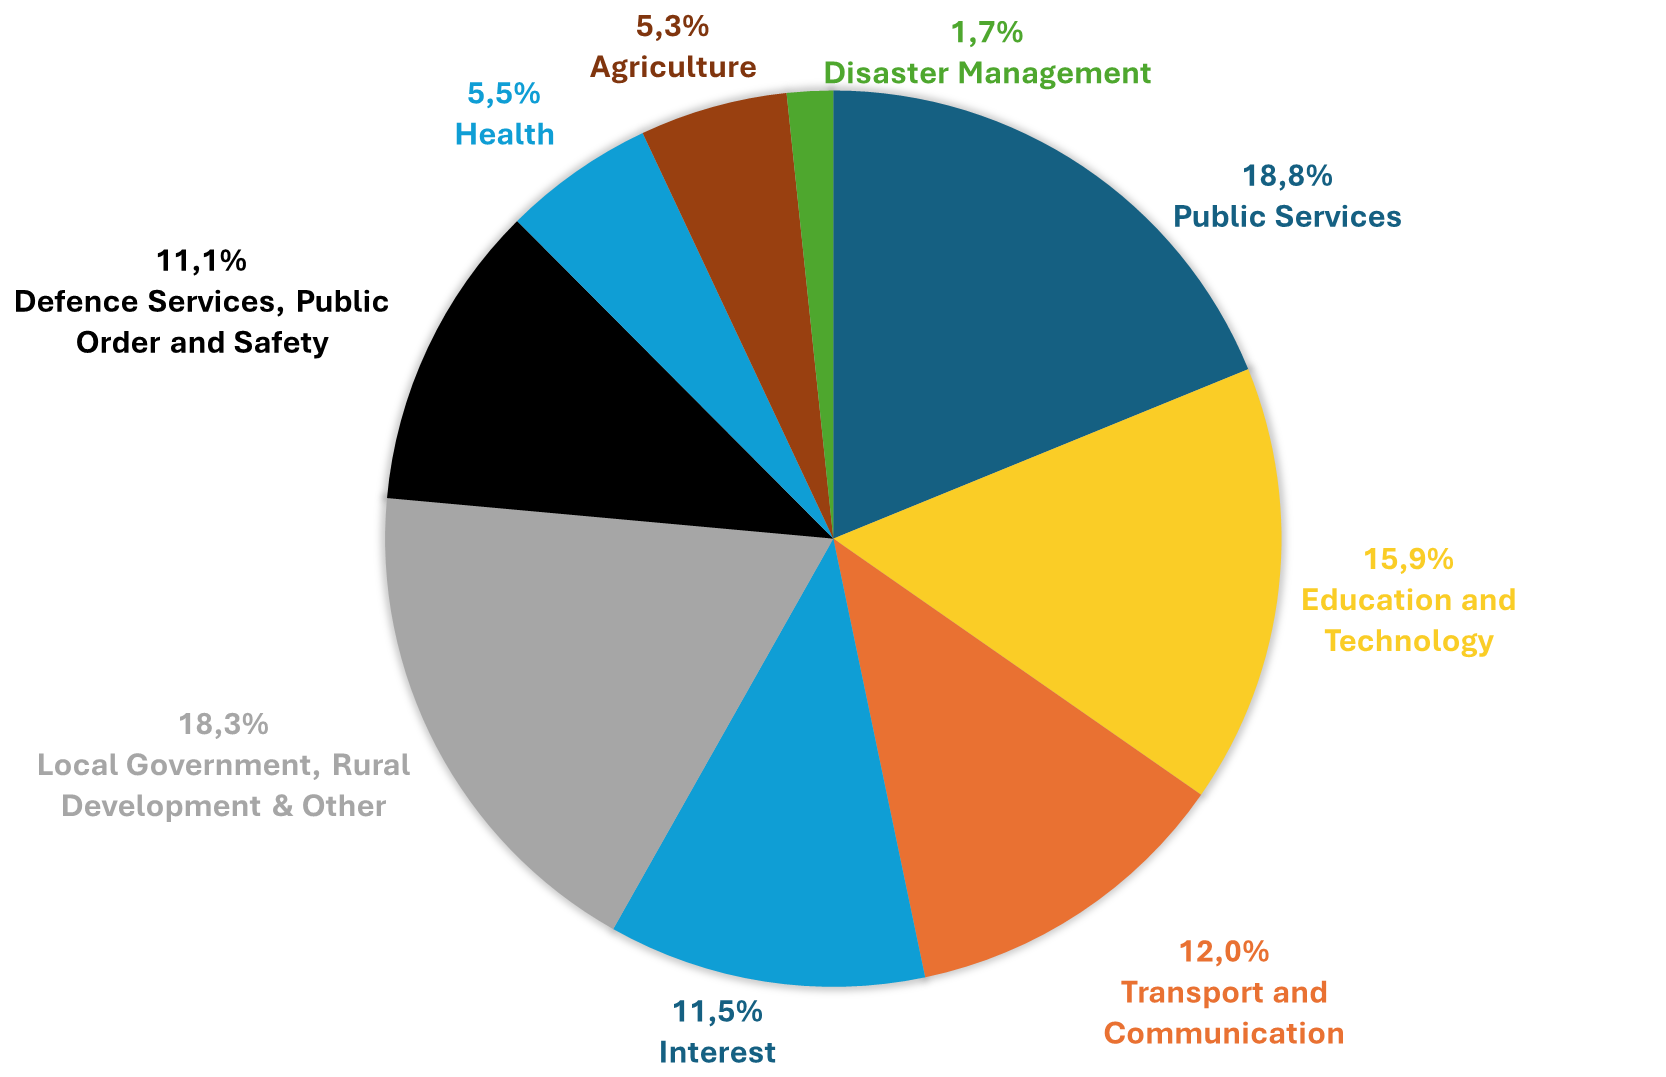 5,3%
Agriculture
1,7%
Disaster Management
5,5%
Health
18,8%
Public Services
11,1%
Defence Services, Public
Order and Safety
15,9%
Education and
Technology
18,3%
Local Government, Rural
Development & Other
12,0%
Transport and
Communication
11,5%
Interest